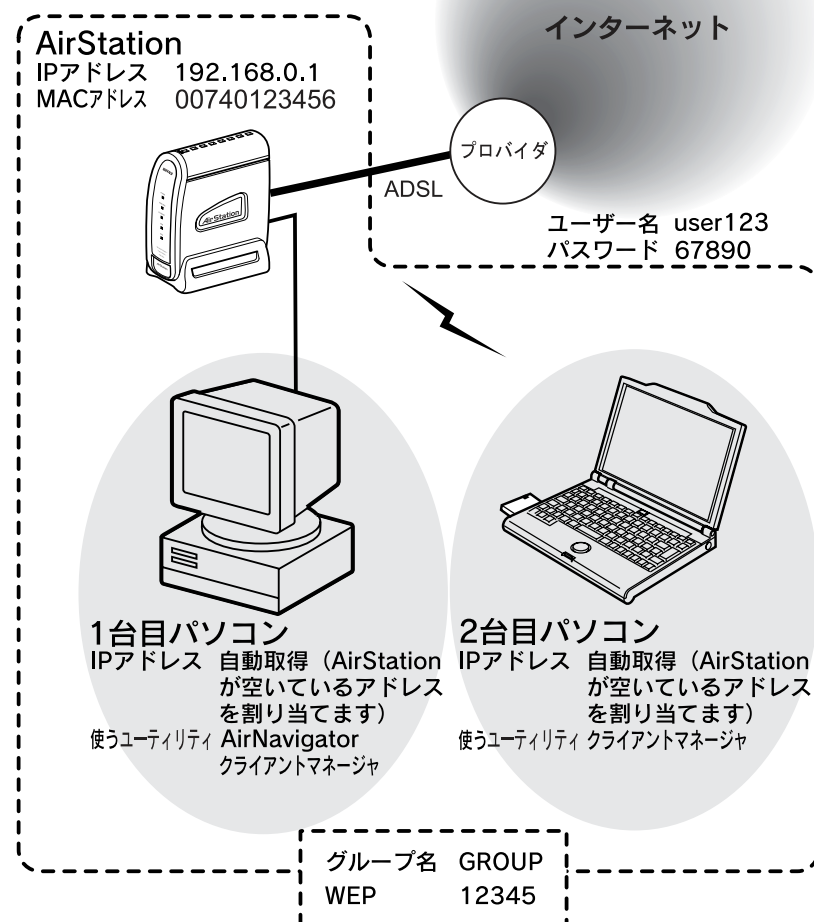 インターネット
AirStation
IPアドレス 192.168.0.1
MACアドレス 00740123456
プロバイダ
ADSL
AirStation
ユーザー名 user123
パスワード 67890
1台目パソコン
IPアドレス 自動取得（AirStation
が空いているアドレス
を割り当てます）
使うユーティリティ AirNavigator
クライアントマネージャ
2台目パソコン
IPアドレス 自動取得（AirStation
が空いているアドレス
を割り当てます）
使うユーティリティ クライアントマネージャ
グループ名 GROUP
WEP 12345